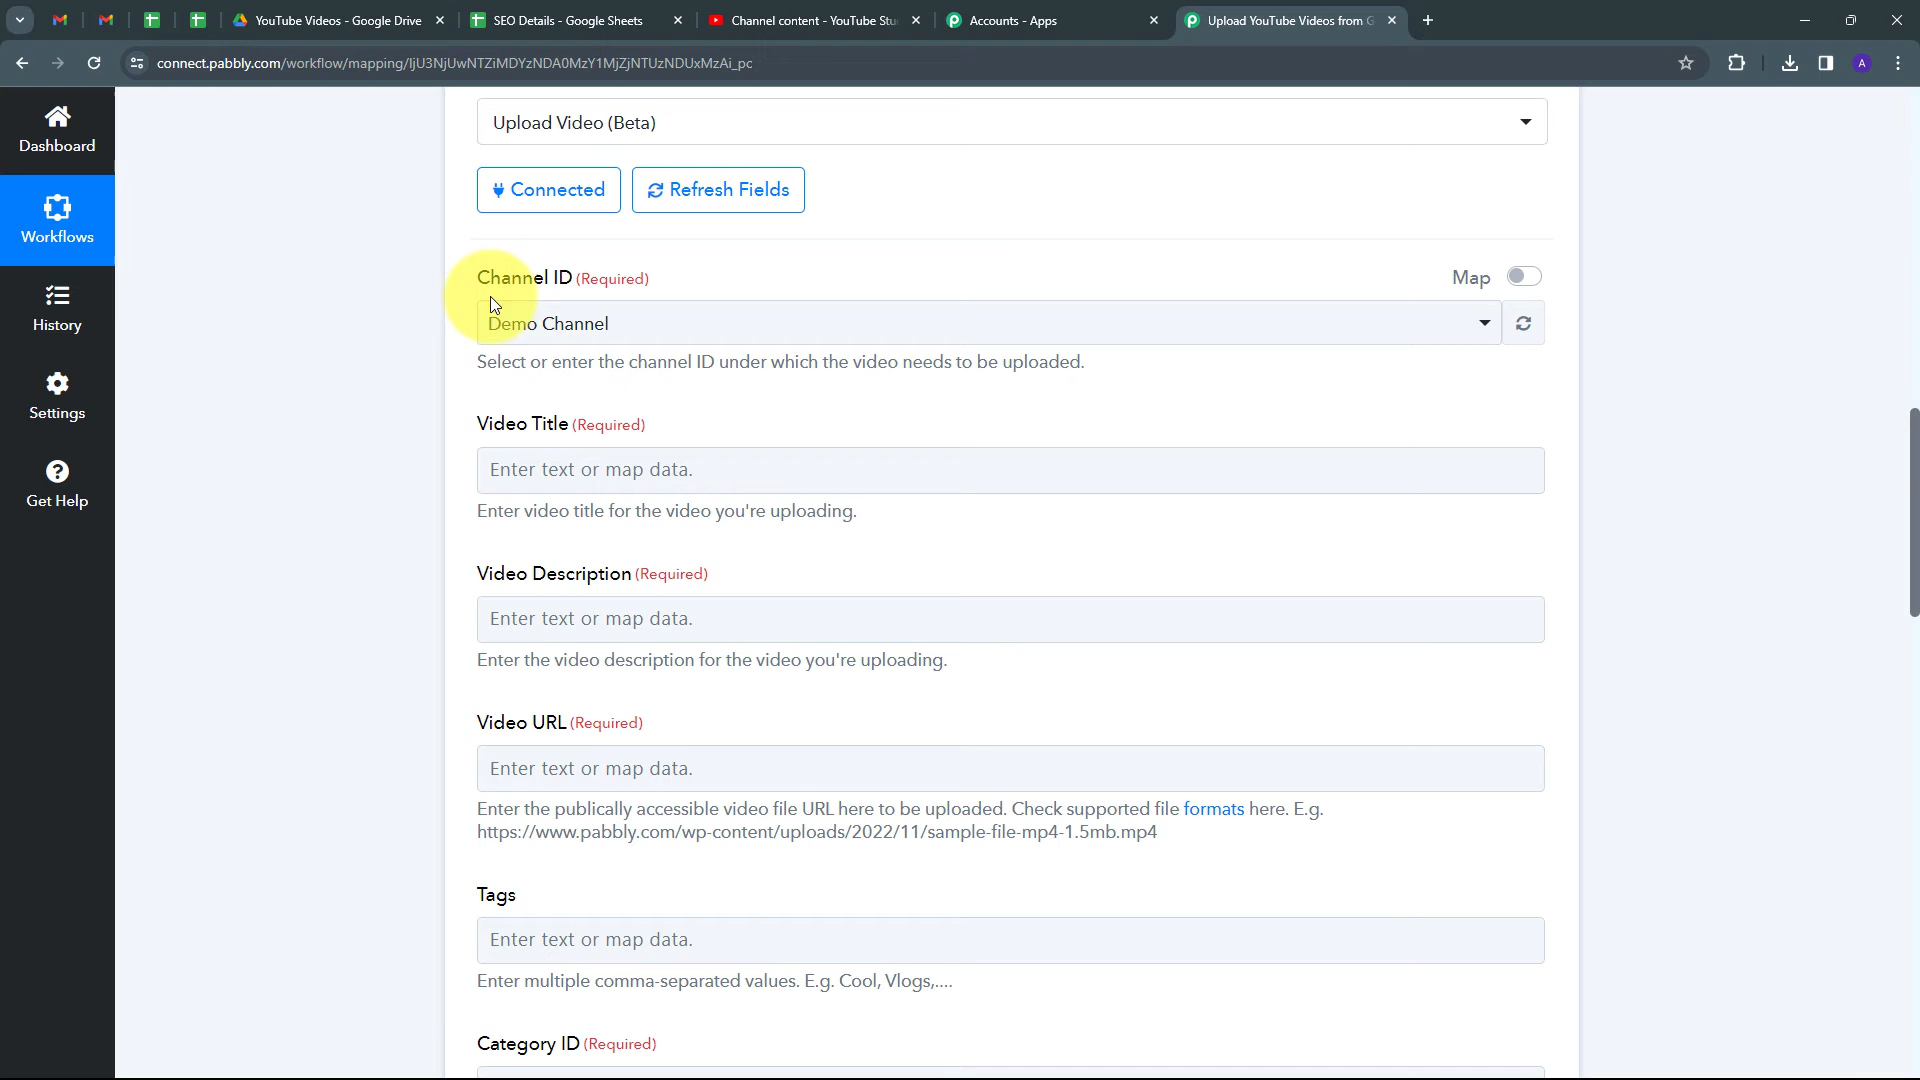 YouTube Videos - Google Drive
SEO Details - Google Sheets
Channel content - YouTube Stu
Accounts - Apps
Upload YouTube Videos from G
connect.pabbly.com/workflow/mapping/IjU3NjUwNTZiMDYzNDA0MzY1MjZjNTUzNDUxMzAi_pc
A
Dashboard
Workflows
History
Settings
Get Help
Upload Video (Beta)
Connected
Refresh Fields
Channel ID (Required)
Map
Demo Channel
Select or enter the channel ID under which the video needs to be uploaded.
Video Title (Required)
Enter text or map data.
Enter video title for the video you're uploading.
Video Description (Required)
Enter text or map data.
Enter the video description for the video you're uploading.
Video URL (Required)
Enter text or map data.
Enter the publically accessible video file URL here to be uploaded. Check supported file formats here. E.g.
https://www.pabbly.com/wp-content/uploads/2022/11/sample-file-mp4-1.5mb.mp4
Tags
Enter text or map data.
Enter multiple comma-separated values. E.g. Cool, Vlogs,....
Category ID (Required)